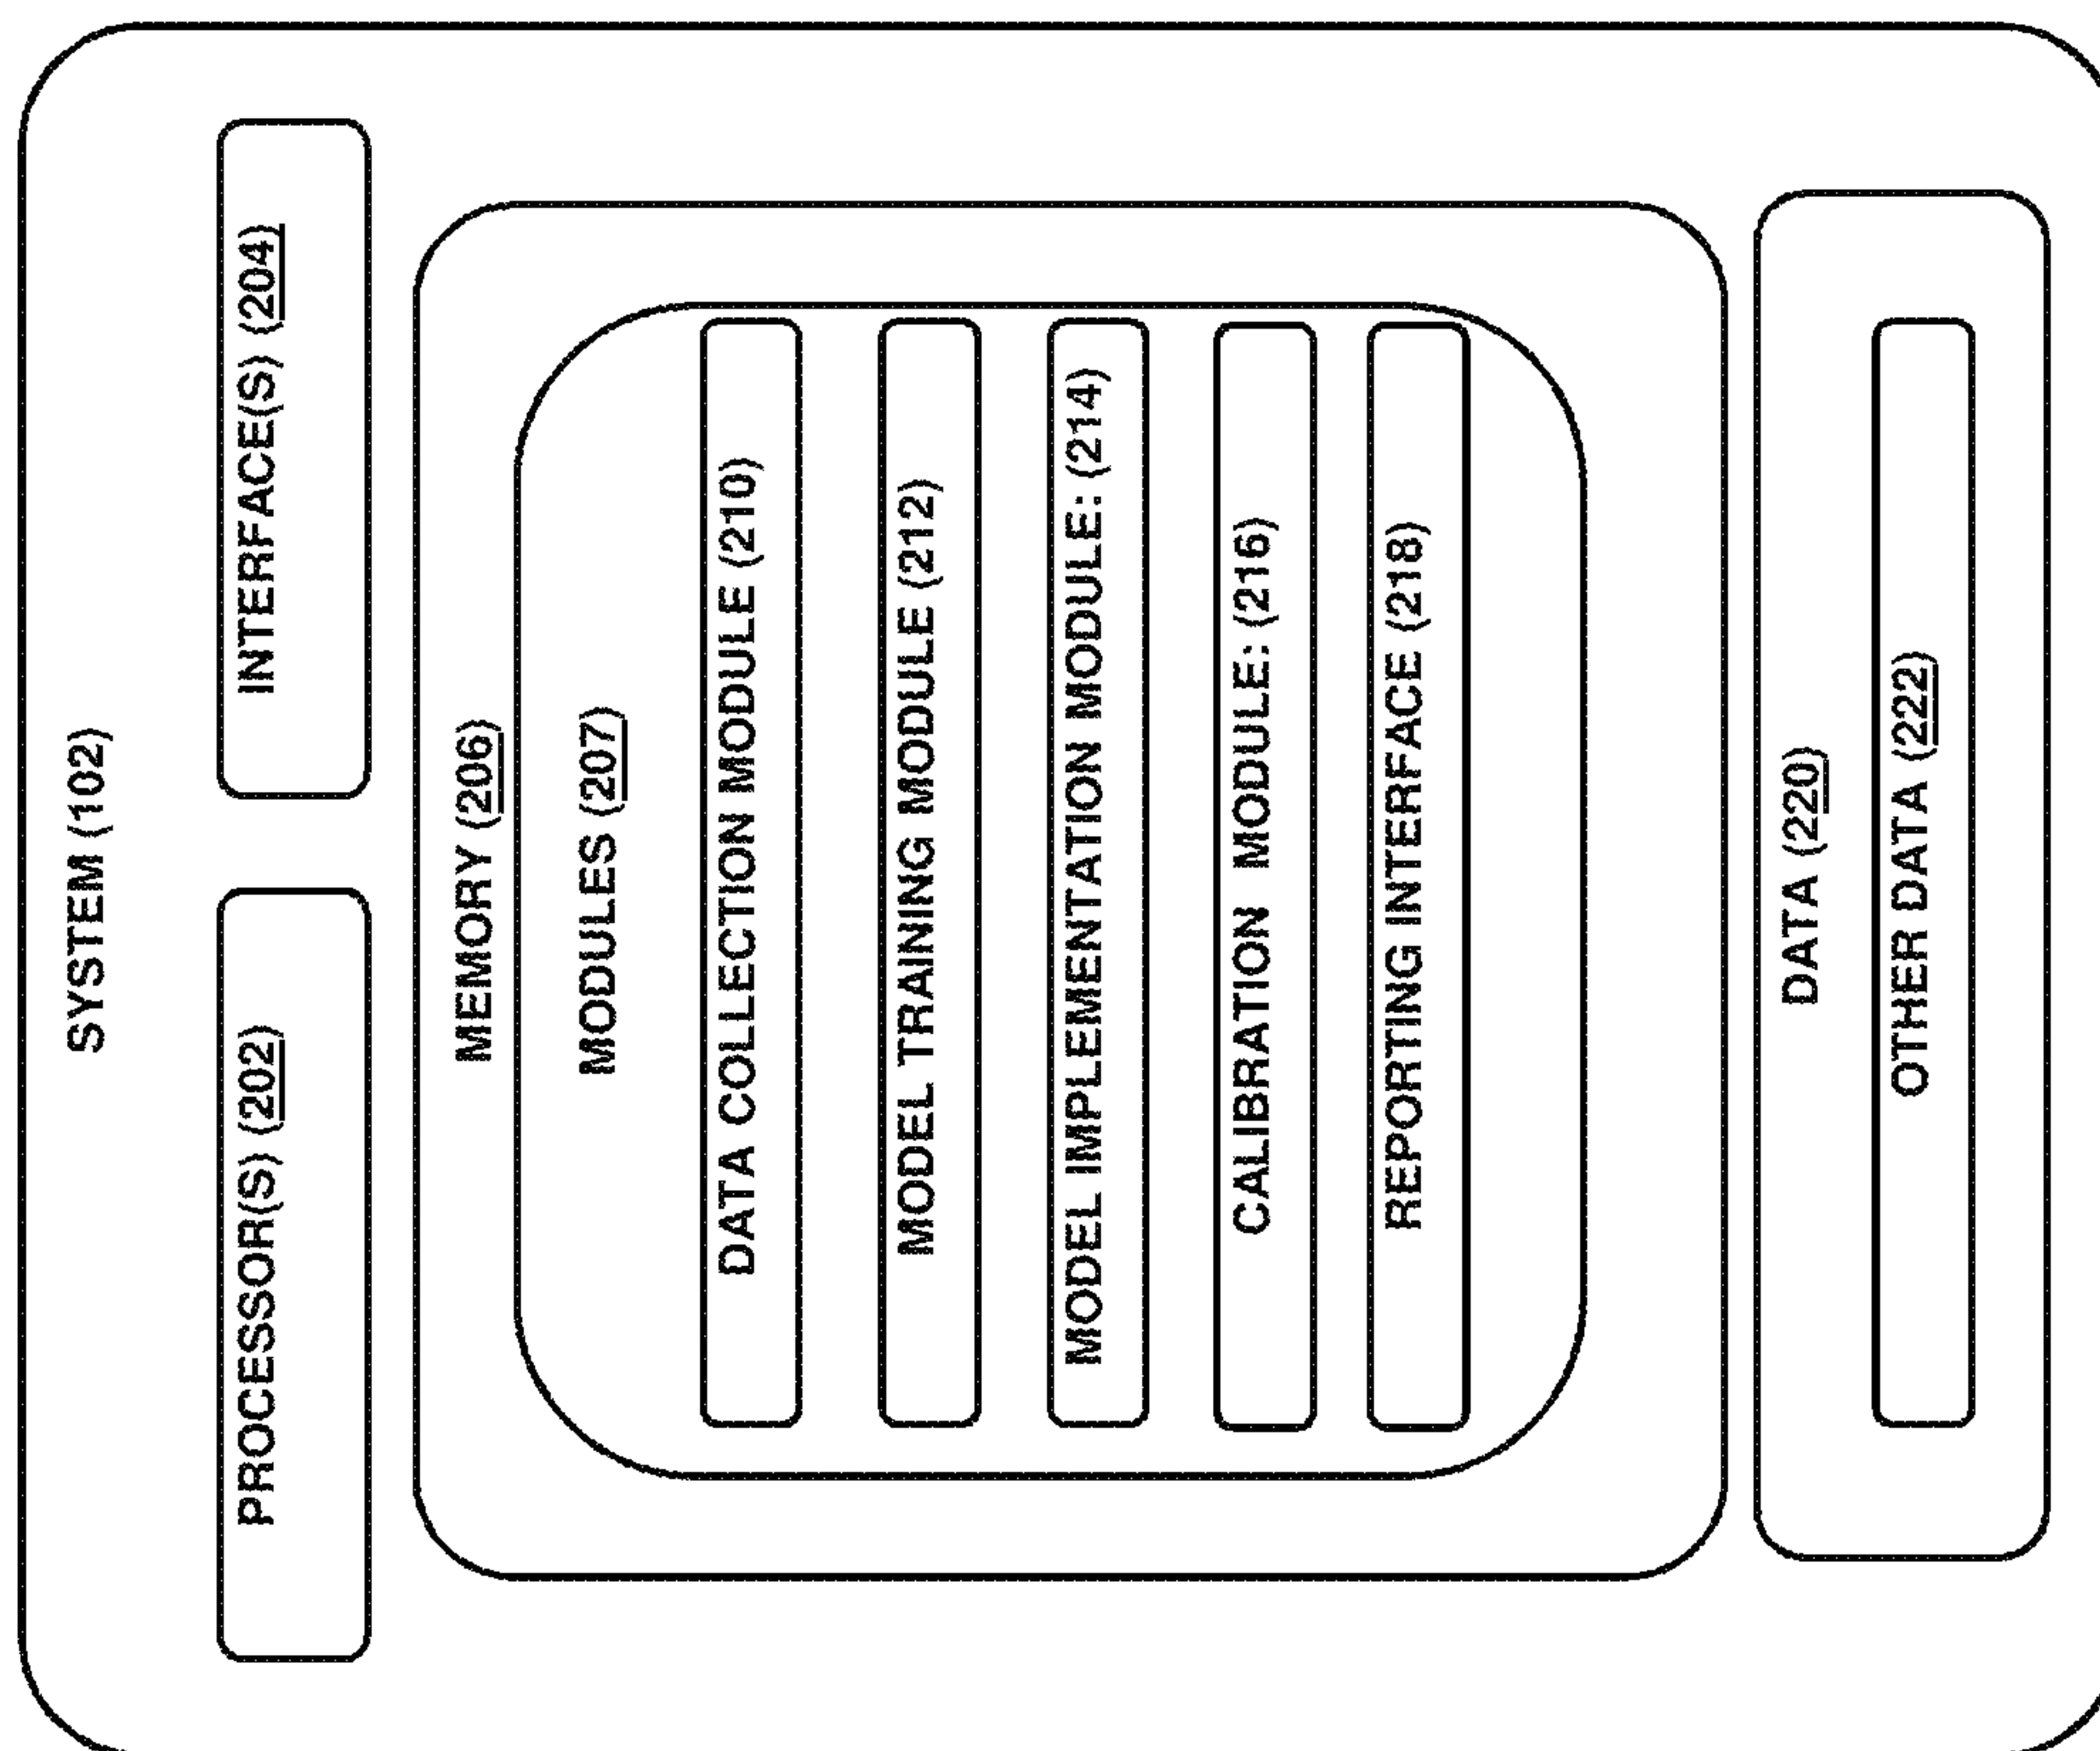 SYSTEM (102)
PROCESSOR(S) (202)
INTERFACE(S) (204)
MEMORY (206)
MODULES (207)
DATA COLLECTION MODULE (210)
MODEL TRAINING MODULE (212)
MODEL IMPLEMENTATION MODULE: (214)
CALIBRATION MODULE: (216)
REPORTING INTERFACE (218)
DATA (220)
OTHER DATA (222)